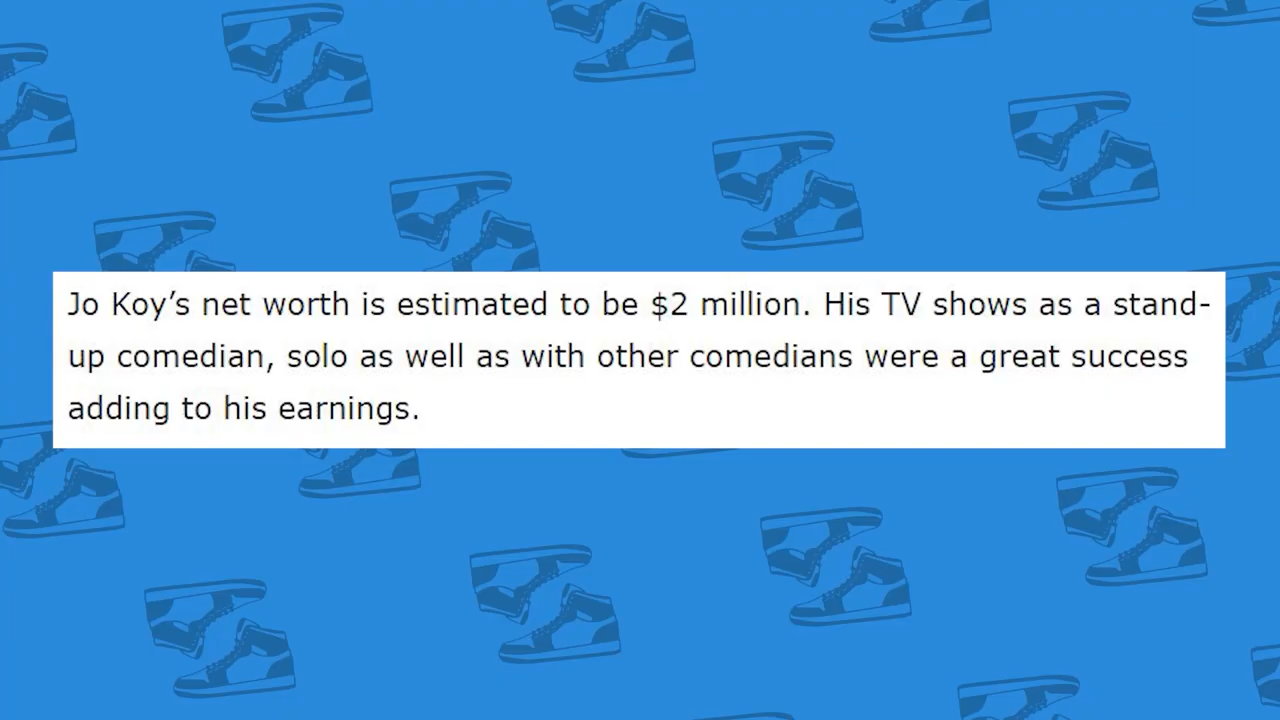 Jo Koy’s net worth is estimated to be $2 million. His TV shows as a stand-
up comedian, solo as well as with other comedians were a great success
adding to his earnings.